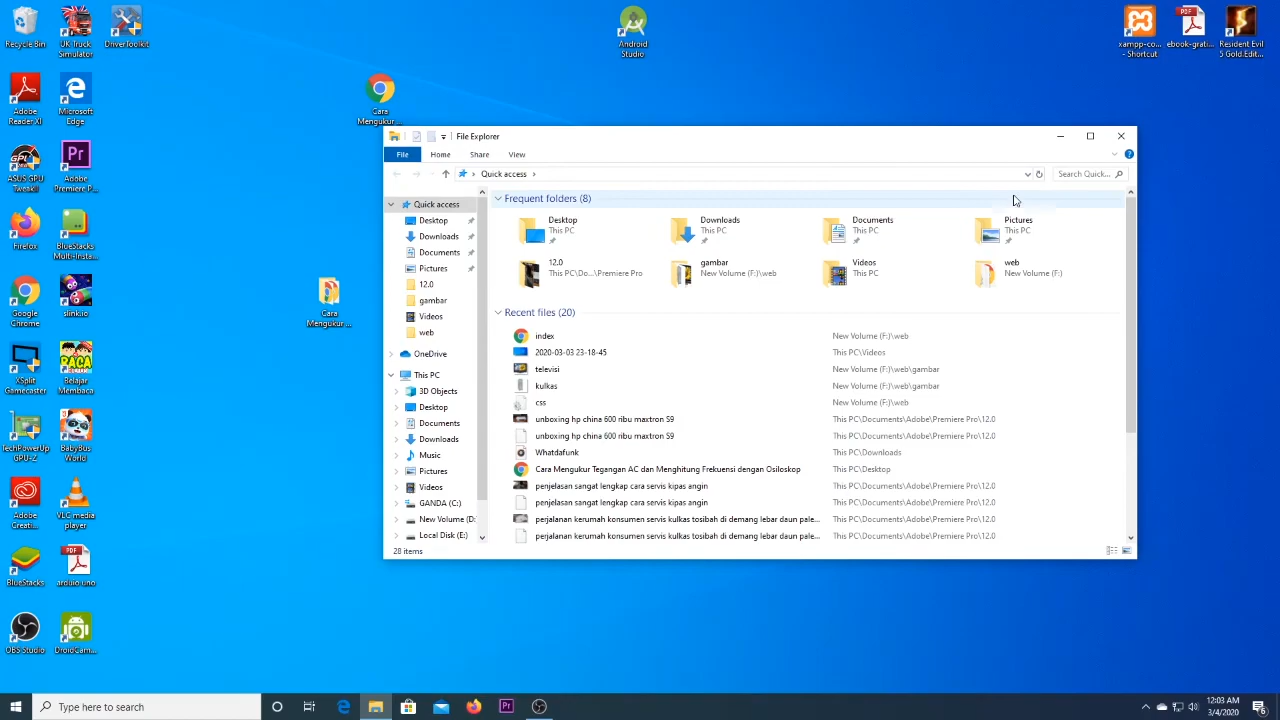 Recycle Bin
UK Truck
Simulator
DriverToolkit
Android
Studio
xampp-co...
- Shortcut
ebook-grati...
Resident Evil
5 Gold.Edit...
Adobe
Reader XI
Microsoft
Edge
Cara
Mengukur ...
ASUS GPU
TweakII
Adobe
Premiere P...
Firefox
BlueStacks
Multi-Insta...
Google
Chrome
slink.io
Cara
Mengukur ...
XSplit
Gamecaster
Belajar
Membaca
TechPowerUp
GPU-Z
BabyBus
World
Adobe
Creati...
VLC media
player
BlueStacks
arduio uno
OBS Studio
DroidCam...
File Explorer
File
Home
Share
View
Quick access
Search Quick...
Quick access
Desktop
Downloads
Documents
Pictures
12.0
gambar
Videos
web
OneDrive
This PC
3D Objects
Desktop
Documents
Downloads
Music
Pictures
Videos
GANDA (C:)
New Volume (D:
Local Disk (E:)
Frequent folders (8)
Desktop
This PC
Downloads
This PC
Documents
This PC
Pictures
This PC
12.0
This PC\Do...\Premiere Pro
gambar
New Volume (F:)\web
Videos
This PC
web
New Volume (F:)
Recent files (20)
index New Volume (F:)\web
2020-03-03 23-18-45 This PC\Videos
televisi New Volume (F:)\web\gambar
kulkas New Volume (F:)\web\gambar
css New Volume (F:)\web
unboxing hp china 600 ribu maxtron S9 This PC\Documents\Adobe\Premiere Pro\12.0
unboxing hp china 600 ribu maxtron S9 This PC\Documents\Adobe\Premiere Pro\12.0
Whatdafunk This PC\Downloads
Cara Mengukur Tegangan AC dan Menghitung Frekuensi dengan Osiloskop This PC\Desktop
penjelasan sangat lengkap cara servis kipas angin This PC\Documents\Adobe\Premiere Pro\12.0
penjelasan sangat lengkap cara servis kipas angin This PC\Documents\Adobe\Premiere Pro\12.0
perjalanan kerumah konsumen servis kulkas tosibah di demang lebar daun pale... This PC\Documents\Adobe\Premiere Pro\12.0
perjalanan kerumah konsumen servis kulkas tosibah di demang lebar daun pale... This PC\Documents\Adobe\Premiere Pro\12.0
28 items
Type here to search
12:03 AM
3/4/2020